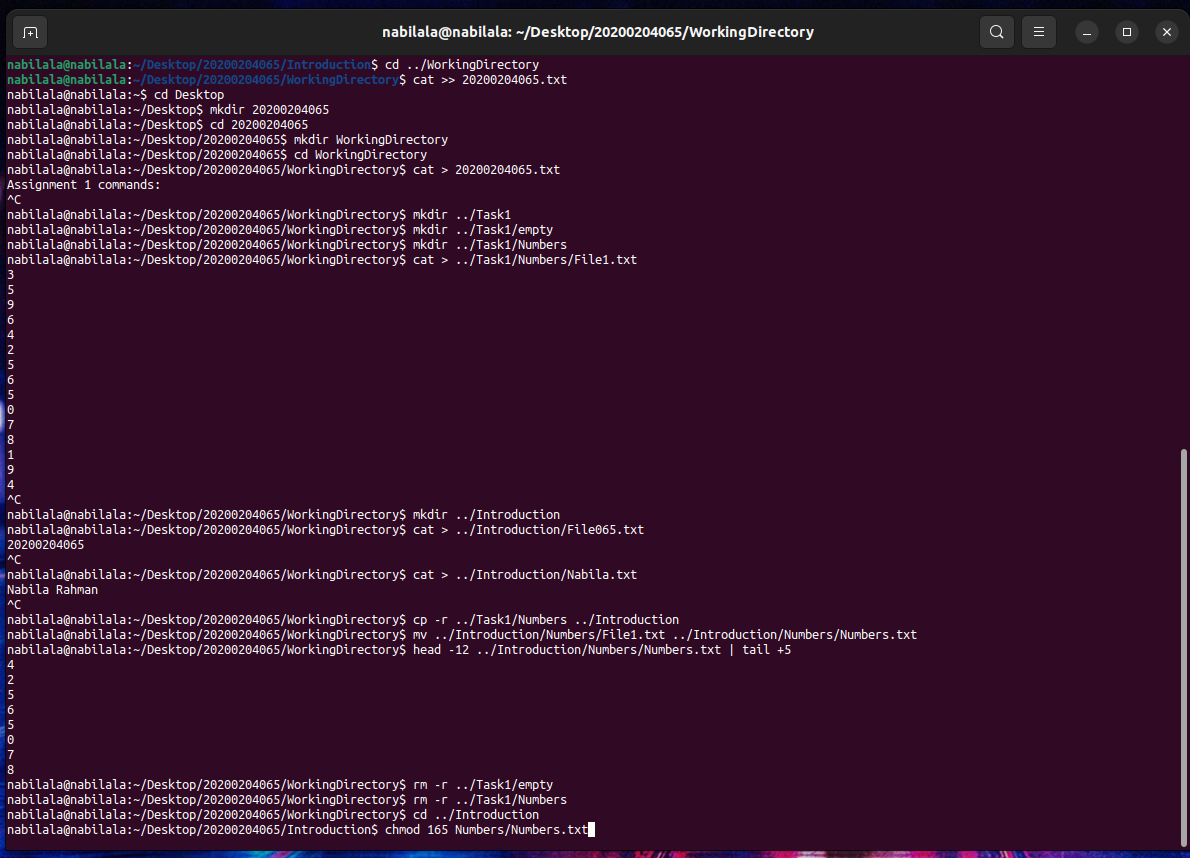 nabilala@nabilala: ~/Desktop/20200204065/WorkingDirectory
nabilala@nabilala:~/Desktop/20200204065/Introduction$ cd ../WorkingDirectory
nabilala@nabilala:~/Desktop/20200204065/WorkingDirectory$ cat >> 20200204065.txt
nabilala@nabilala:~$ cd Desktop
nabilala@nabilala:~/Desktop$ mkdir 20200204065
nabilala@nabilala:~/Desktop$ cd 20200204065
nabilala@nabilala:~/Desktop/20200204065$ mkdir WorkingDirectory
nabilala@nabilala:~/Desktop/20200204065$ cd WorkingDirectory
nabilala@nabilala:~/Desktop/20200204065/WorkingDirectory$ cat > 20200204065.txt
Assignment 1 commands:
^C
nabilala@nabilala:~/Desktop/20200204065/WorkingDirectory$ mkdir ../Task1
nabilala@nabilala:~/Desktop/20200204065/WorkingDirectory$ mkdir ../Task1/empty
nabilala@nabilala:~/Desktop/20200204065/WorkingDirectory$ mkdir ../Task1/Numbers
nabilala@nabilala:~/Desktop/20200204065/WorkingDirectory$ cat > ../Task1/Numbers/File1.txt
3
5
9
6
4
2
5
6
5
0
7
8
1
9
4
^C
nabilala@nabilala:~/Desktop/20200204065/WorkingDirectory$ mkdir ../Introduction
nabilala@nabilala:~/Desktop/20200204065/WorkingDirectory$ cat > ../Introduction/File065.txt
20200204065
^C
nabilala@nabilala:~/Desktop/20200204065/WorkingDirectory$ cat > ../Introduction/Nabila.txt
Nabila Rahman
^C
nabilala@nabilala:~/Desktop/20200204065/WorkingDirectory$ cp -r ../Task1/Numbers ../Introduction
nabilala@nabilala:~/Desktop/20200204065/WorkingDirectory$ mv ../Introduction/Numbers/File1.txt ../Introduction/Numbers/Numbers.txt
nabilala@nabilala:~/Desktop/20200204065/WorkingDirectory$ head -12 ../Introduction/Numbers/Numbers.txt | tail +5
4
2
5
6
5
0
7
8
nabilala@nabilala:~/Desktop/20200204065/WorkingDirectory$ rm -r ../Task1/empty
nabilala@nabilala:~/Desktop/20200204065/WorkingDirectory$ rm -r ../Task1/Numbers
nabilala@nabilala:~/Desktop/20200204065/WorkingDirectory$ cd ../Introduction
nabilala@nabilala:~/Desktop/20200204065/Introduction$ chmod 165 Numbers/Numbers.txt